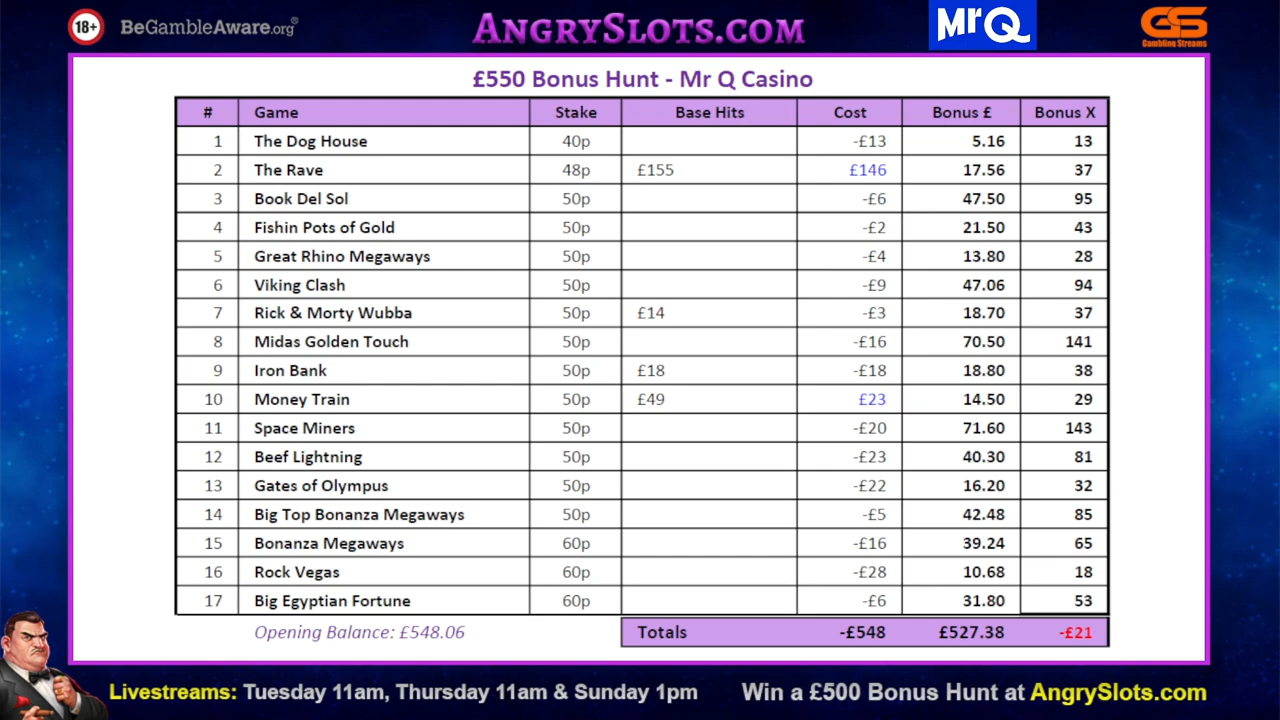 18+ BeGambleAware.org® AngrySlots.com MrQ GS
Gambling Streams
£550 Bonus Hunt - Mr Q Casino
# Game Stake Base Hits Cost Bonus £ Bonus X
1 The Dog House 40p -£13 5.16 13
2 The Rave 48p £155 £146 17.56 37
3 Book Del Sol 50p -£6 47.50 95
4 Fishin Pots of Gold 50p -£2 21.50 43
5 Great Rhino Megaways 50p -£4 13.80 28
6 Viking Clash 50p -£9 47.06 94
7 Rick & Morty Wubba 50p £14 -£3 18.70 37
8 Midas Golden Touch 50p -£16 70.50 141
9 Iron Bank 50p £18 -£18 18.80 38
10 Money Train 50p £49 £23 14.50 29
11 Space Miners 50p -£20 71.60 143
12 Beef Lightning 50p -£23 40.30 81
13 Gates of Olympus 50p -£22 16.20 32
14 Big Top Bonanza Megaways 50p -£5 42.48 85
15 Bonanza Megaways 60p -£16 39.24 65
16 Rock Vegas 60p -£28 10.68 18
17 Big Egyptian Fortune 60p -£6 31.80 53
Opening Balance: £548.06 Totals -£548 £527.38 -£21
Livestreams: Tuesday 11am, Thursday 11am & Sunday 1pm Win a £500 Bonus Hunt at AngrySlots.com